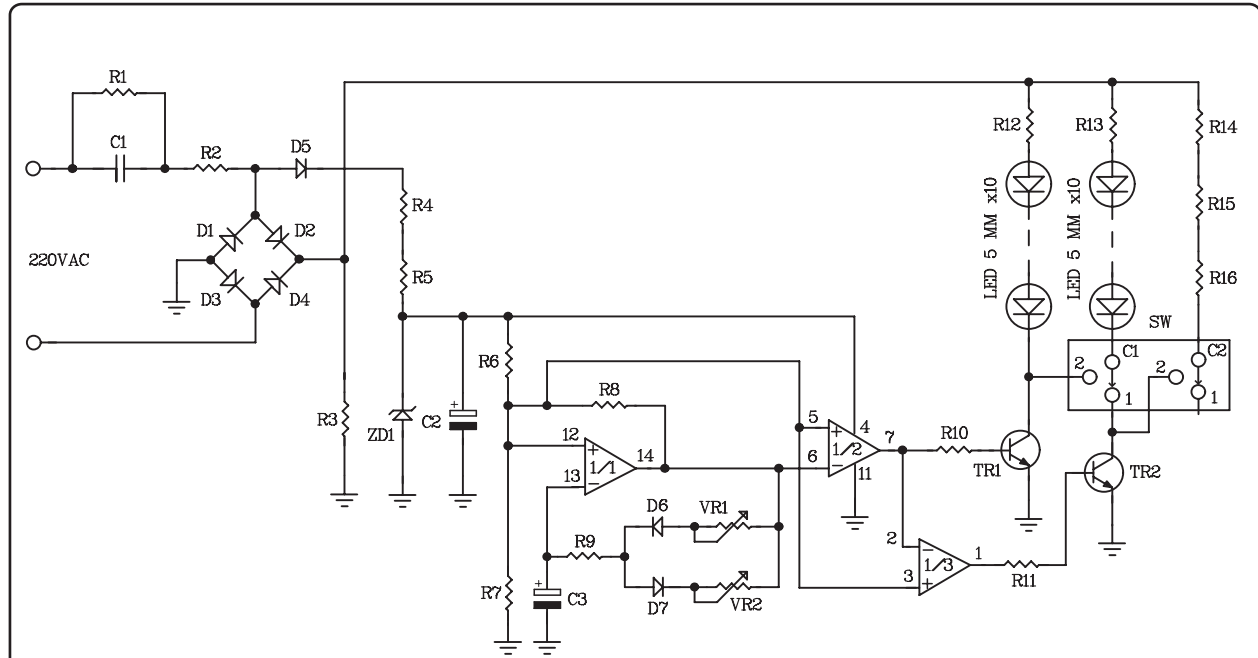 R1
C1
R2
D5
220VAC
D1
D2
D3
D4
R3
R4
R5
ZD1
+
C2
R6
R8
R7
12
13
+
−
1/1
14
+
C3
R9
D6
VR1
D7
VR2
5
6
+
−
1/2
4
11
7
R10
TR1
2
3
−
+
1/3
1
R11
TR2
R12
LED 5 MM x10
R13
LED 5 MM x10
R14
R15
R16
SW
C1
2
1
C2
2
1